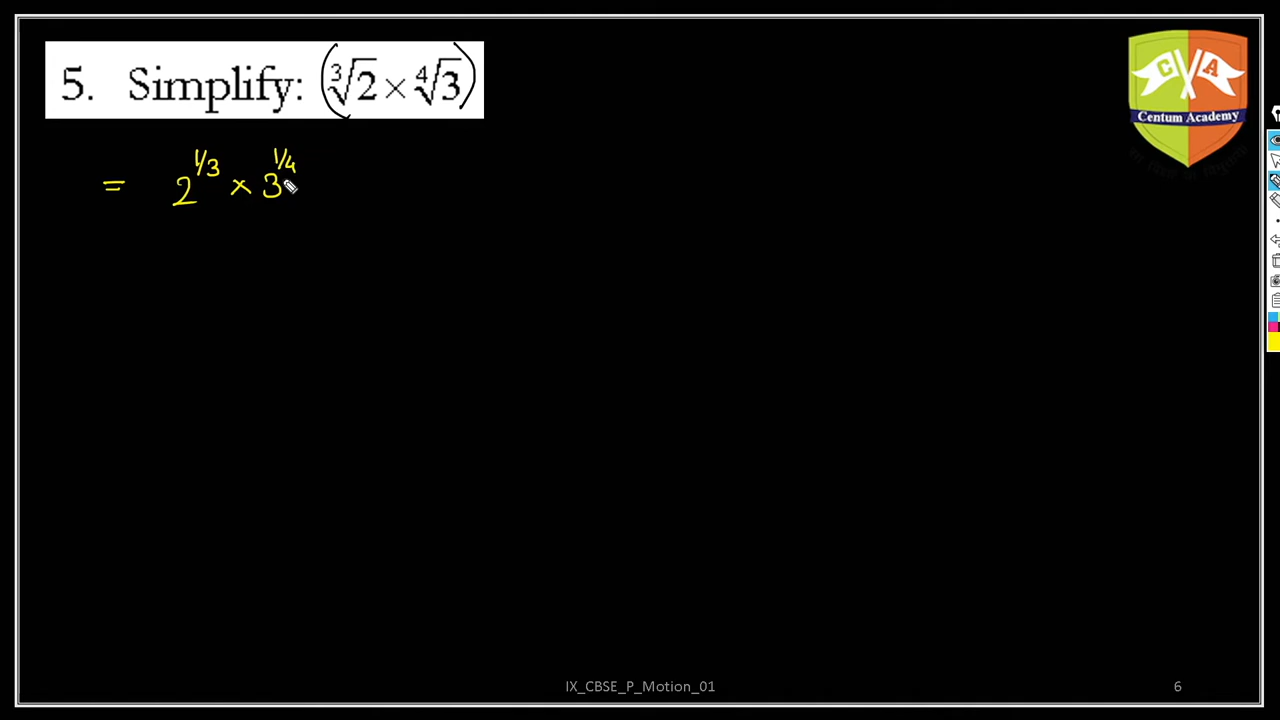 5. Simplify: (∛2 × ∜3)
= 2^{1/3} × 3^{1/4}
C A
Centum Academy
IX_CBSE_P_Motion_01
6